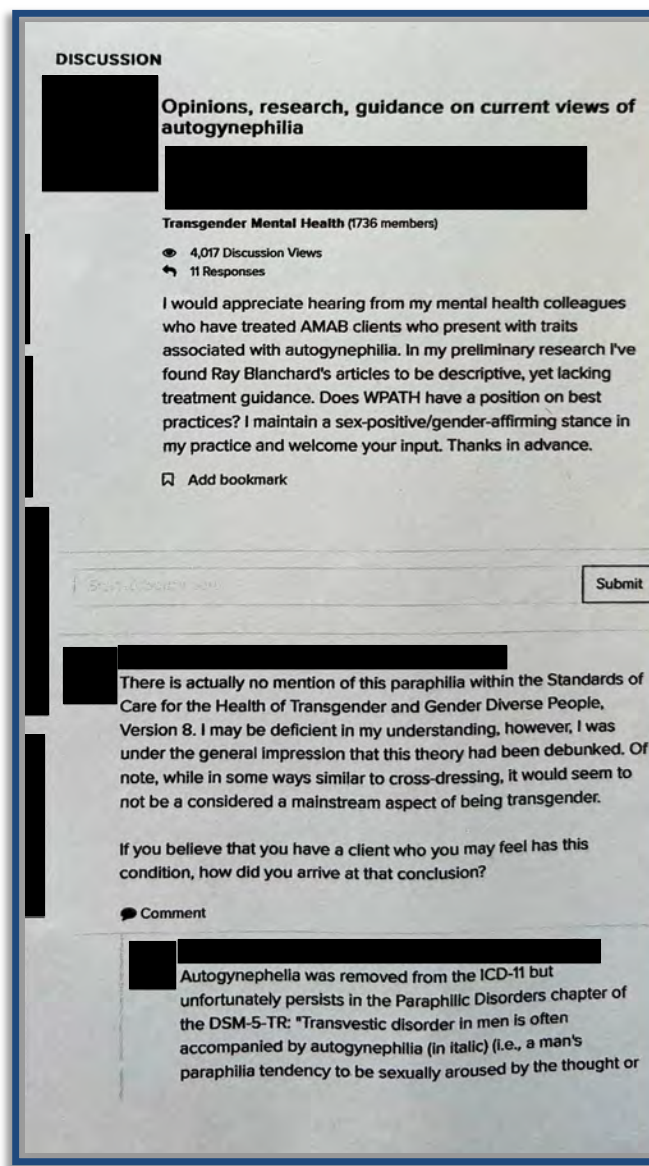 DISCUSSION
Opinions, research, guidance on current views of
autogynephilia
Transgender Mental Health (1736 members)
4,017 Discussion Views
11 Responses
I would appreciate hearing from my mental health colleagues
who have treated AMAB clients who present with traits
associated with autogynephilia. In my preliminary research I've
found Ray Blanchard's articles to be descriptive, yet lacking
treatment guidance. Does WPATH have a position on best
practices? I maintain a sex-positive/gender-affirming stance in
my practice and welcome your input. Thanks in advance.
Add bookmark
Submit
There is actually no mention of this paraphilia within the Standards of
Care for the Health of Transgender and Gender Diverse People,
Version 8. I may be deficient in my understanding, however, I was
under the general impression that this theory had been debunked. Of
note, while in some ways similar to cross-dressing, it would seem to
not be a considered a mainstream aspect of being transgender.
If you believe that you have a client who you may feel has this
condition, how did you arrive at that conclusion?
Comment
Autogynephelia was removed from the ICD-11 but
unfortunately persists in the Paraphilic Disorders chapter of
the DSM-5-TR: "Transvestic disorder in men is often
accompanied by autogynephilia (in italic) (i.e., a man's
paraphilia tendency to be sexually aroused by the thought or